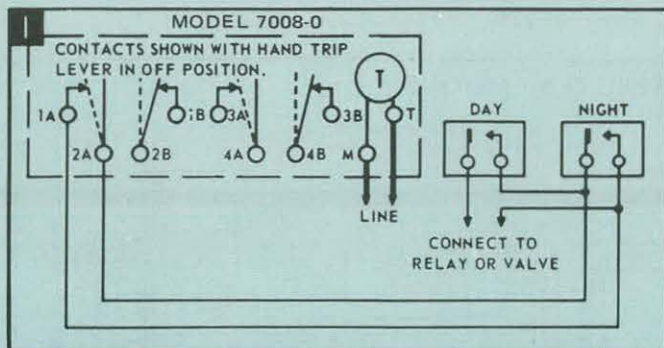 I
MODEL 7008-0
CONTACTS SHOWN WITH HAND TRIP
LEVER IN OFF POSITION.
T
DAY
NIGHT
1A
1B
3A
3B
T
2A
2B
4A
4B
M
LINE
CONNECT TO
RELAY OR VALVE